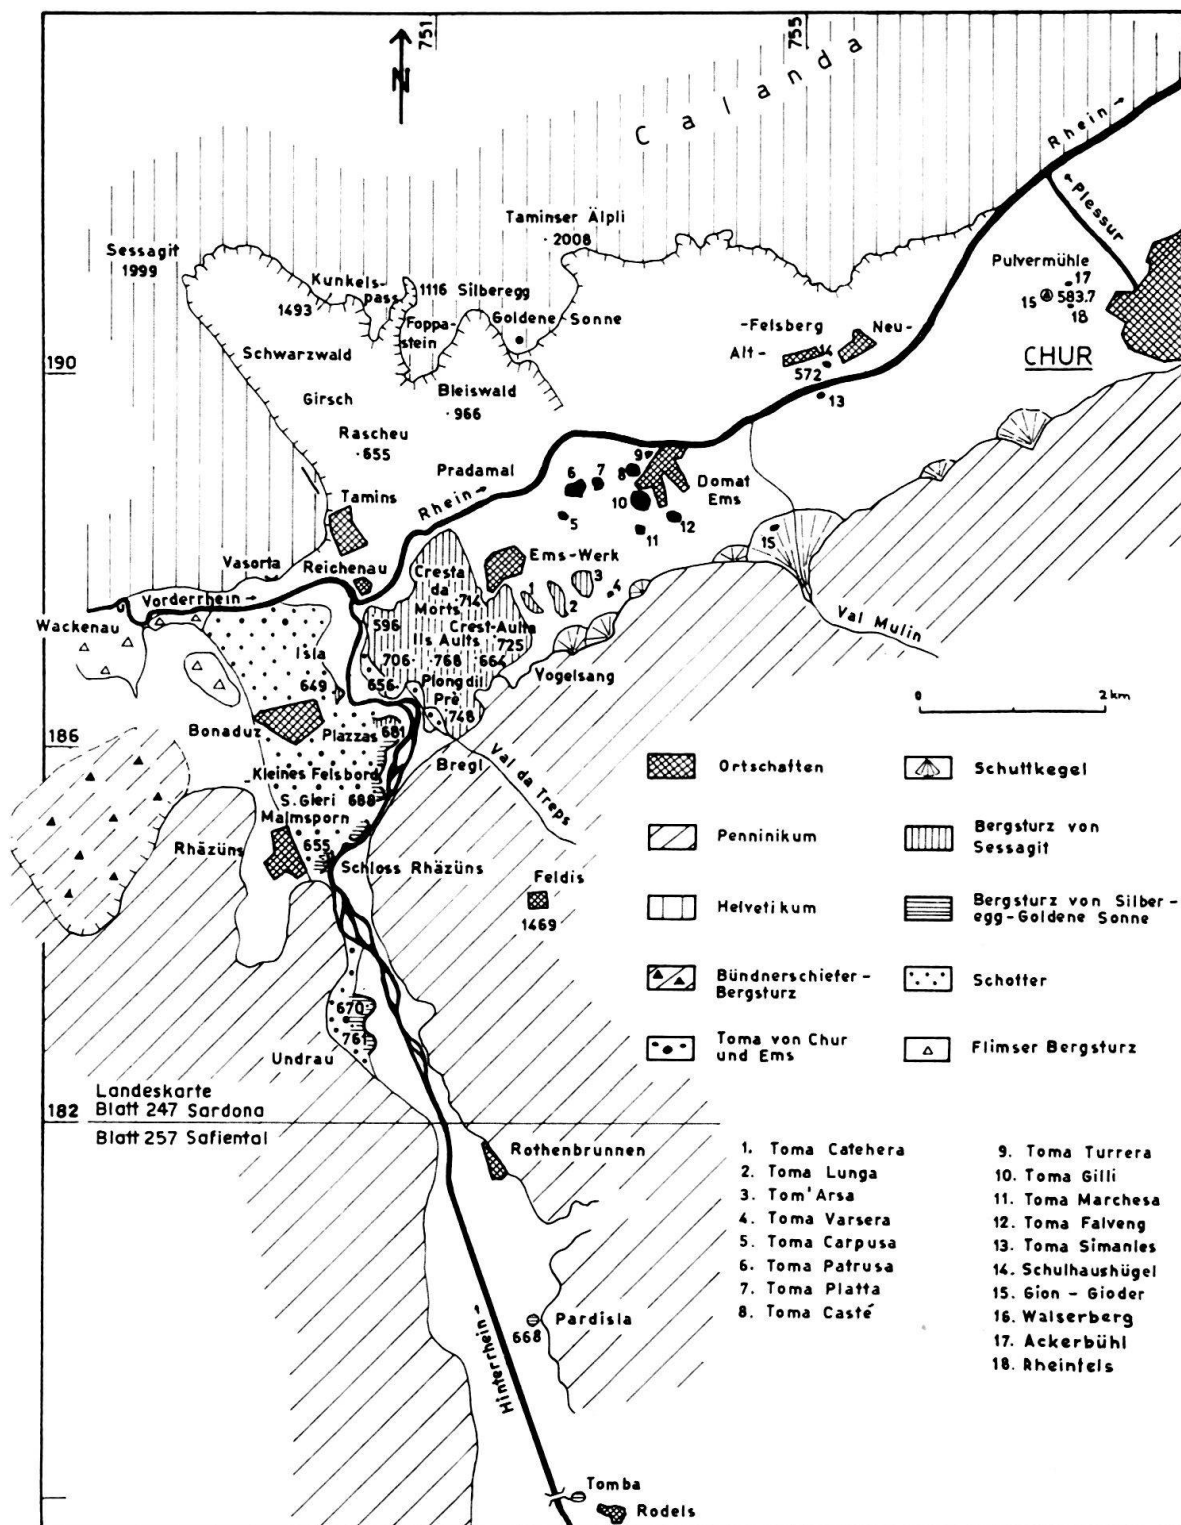 751
755
N
Calanda
Rhein →
← Plessur
Taminser Älpli
· 2008
Sessagit
1999
Kunkels-
pass
1493
1116 Silberegg
Foppa-
stein
Goldene Sonne
Pulvermühle
17
15
583.7
18
CHUR
-Felsberg
Alt-
Neu-
14
572
13
190
Schwarzwald
Girsch
Bleiswald
· 966
Rascheu
· 655
Pradamal
Rhein →
Tamins
9
8
7
6
10
5
11
12
Domat
Ems
15
Vasorta
Reichenau
Ems-Werk
Cresta
da
Morts
714
1
2
3
4
Vorderrhein →
Wackenau
596
Crest-Aulta
725
Ils Aults
706
768
664
Val Mulin
Isla
649
656
Plong dil
Prè
748
Vogelsang
0
2 km
Bonaduz
Plazzas
681
186
Bregl
Val da Treps
Kleines Felsbord
S. Gieri
688
Malmsporn
Rhäzüns
655
Schloss Rhäzüns
Feldis
1469
670
761
Undrau
Ortschaften
Penninikum
Helvetikum
Bündnerschiefer-
Bergsturz
Toma von Chur
und Ems
Schuttkegel
Bergsturz von
Sessagit
Bergsturz von Silber-
egg-Goldene Sonne
Schotter
Flimser Bergsturz
Landeskarte
Blatt 247 Sardona
182
Blatt 257 Safiental
Rothenbrunnen
1. Toma Catehera
2. Toma Lunga
3. Tom'Arsa
4. Toma Varsera
5. Toma Carpusa
6. Toma Patrusa
7. Toma Platta
8. Toma Casté
9. Toma Turrera
10. Toma Gilli
11. Toma Marchesa
12. Toma Falveng
13. Toma Simanles
14. Schulhaushügel
15. Gion - Gioder
16. Walserberg
17. Ackerbühl
18. Rheinfels
Hinterrhein →
Pardisla
668
Tomba
Rodels